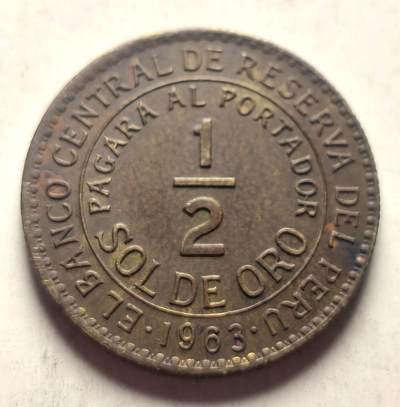 EL BANCO CENTRAL DE RESERVA DEL PERU
PAGARA AL PORTADOR
1/2
SOL DE ORO
· 1963 ·